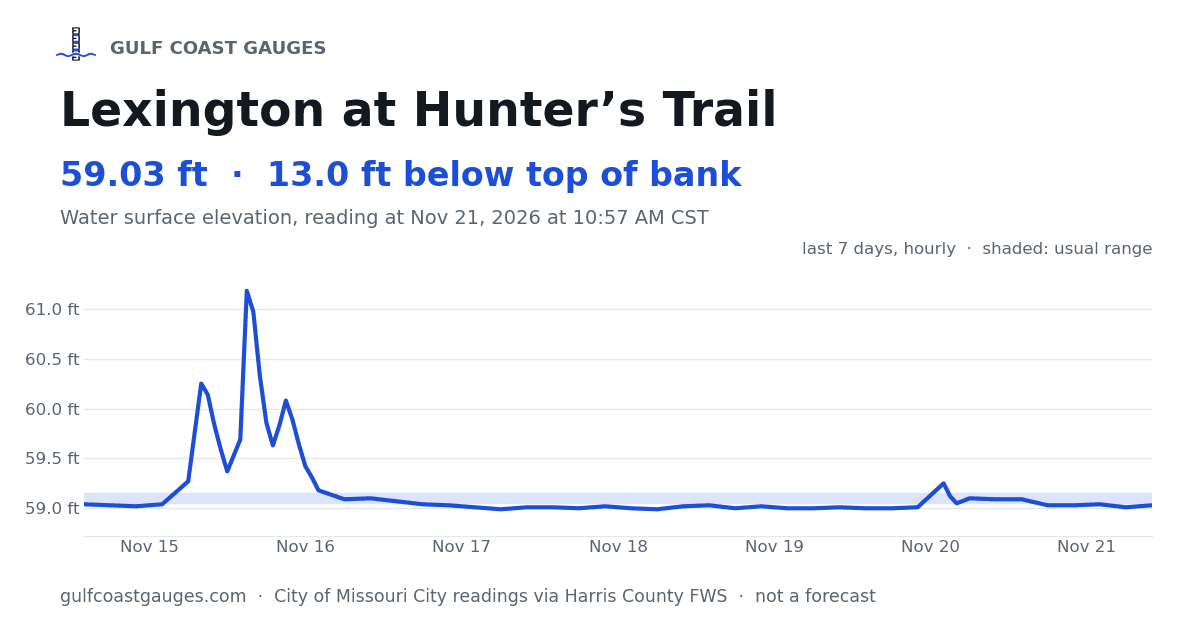 GULF COAST GAUGES
Lexington at Hunter’s Trail
59.03 ft · 13.0 ft below top of bank
Water surface elevation, reading at Nov 21, 2026 at 10:57 AM CST
last 7 days, hourly · shaded: usual range
61.0 ft
60.5 ft
60.0 ft
59.5 ft
59.0 ft
Nov 15 Nov 16 Nov 17 Nov 18 Nov 19 Nov 20 Nov 21
gulfcoastgauges.com · City of Missouri City readings via Harris County FWS · not a forecast